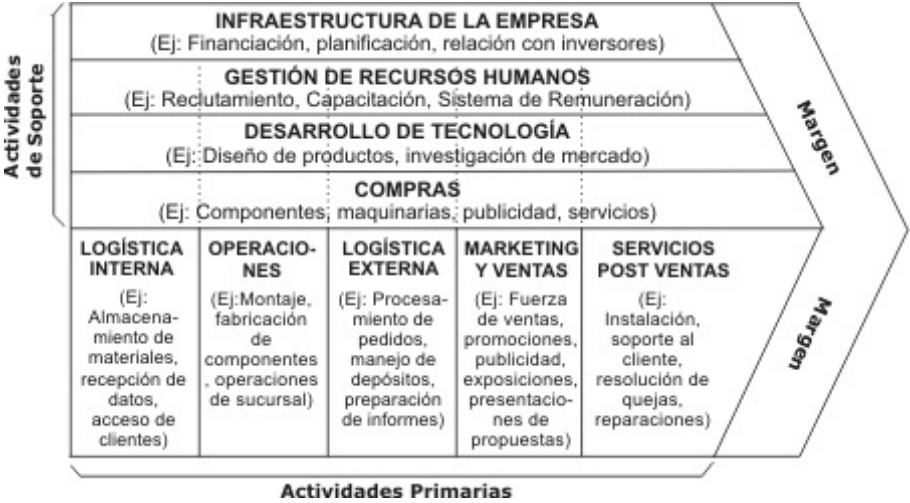 INFRAESTRUCTURA DE LA EMPRESA
(Ej: Financiación, planificación, relación con inversores)
GESTIÓN DE RECURSOS HUMANOS
(Ej: Reclutamiento, Capacitación, Sistema de Remuneración)
DESARROLLO DE TECNOLOGÍA
(Ej: Diseño de productos, investigación de mercado)
COMPRAS
(Ej: Componentes, maquinarias, publicidad, servicios)
Actividades
de Soporte
LOGÍSTICA
INTERNA
(Ej:
Almacena-
miento de
materiales,
recepción de
datos,
acceso de
clientes)
OPERACIO-
NES
(Ej:Montaje,
fabricación
de
componentes
, operaciones
de sucursal)
LOGÍSTICA
EXTERNA
(Ej: Procesa-
miento de
pedidos,
manejo de
depósitos,
preparación
de informes)
MARKETING
Y VENTAS
(Ej: Fuerza
de ventas,
promociones,
publicidad,
exposiciones,
presentacio-
nes de
propuestas)
SERVICIOS
POST VENTAS
(Ej:
Instalación,
soporte al
cliente,
resolución de
quejas,
reparaciones)
Margen
Margen
Actividades Primarias